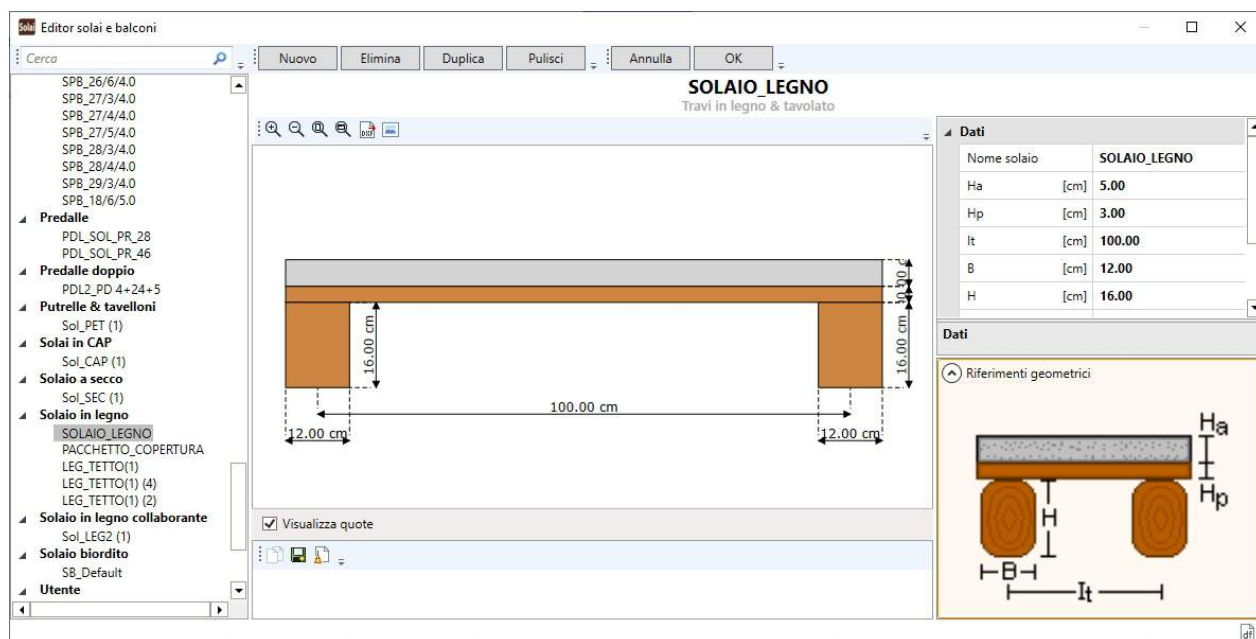 Solai Editor solai e balconi
Cerca Nuovo Elimina Duplica Pulisci Annulla OK
SPB_26/6/4.0
SPB_27/3/4.0
SPB_27/4/4.0
SPB_27/5/4.0
SPB_28/3/4.0
SPB_28/4/4.0
SPB_29/3/4.0
SPB_18/6/5.0
Predalle
PDL_SOL_PR_28
PDL_SOL_PR_46
Predalle doppio
PDL2_PD 4+24+5
Putrelle & tavelloni
Sol_PET (1)
Solai in CAP
Sol_CAP (1)
Solaio a secco
Sol_SEC (1)
Solaio in legno
SOLAIO_LEGNO
PACCHETTO_COPERTURA
LEG_TETTO(1)
LEG_TETTO(1) (4)
LEG_TETTO(1) (2)
Solaio in legno collaborante
Sol_LEG2 (1)
Solaio biordito
SB_Default
Utente
SOLAIO_LEGNO
Travi in legno & tavolato
DXF
16.00 cm
16.00 cm
100.00 cm
12.00 cm
12.00 cm
Visualizza quote
Dati
Nome solaio SOLAIO_LEGNO
Ha [cm] 5.00
Hp [cm] 3.00
It [cm] 100.00
B [cm] 12.00
H [cm] 16.00
Dati
Riferimenti geometrici
Ha
Hp
H
B
It